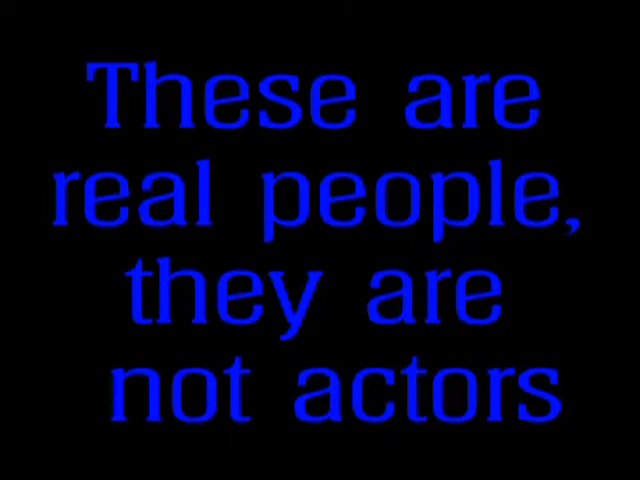 These are
real people,
they are
not actors